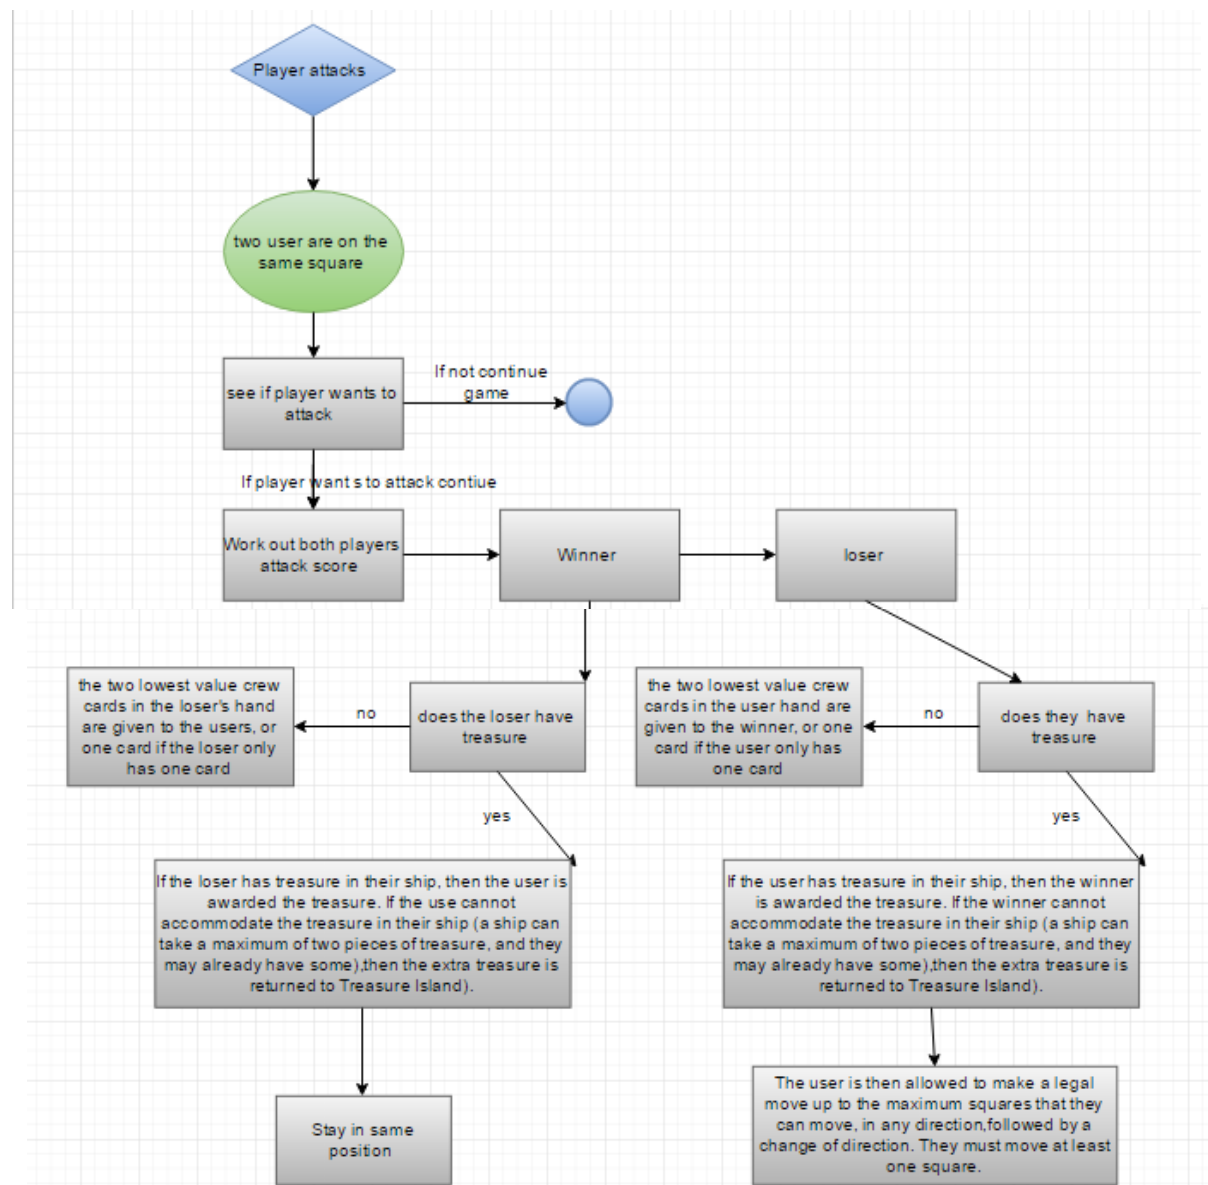 Player attacks
two user are on the
same square
see if player wants to
attack
If not continue
game
If player want s to attack contiue
Work out both players
attack score
Winner
loser
does the loser have
treasure
no
the two lowest value crew
cards in the loser's hand
are given to the users, or
one card if the loser only
has one card
yes
If the loser has treasure in their ship, then the user is
awarded the treasure. If the use cannot
accommodate the treasure in their ship (a ship can
take a maximum of two pieces of treasure, and they
may already have some),then the extra treasure is
returned to Treasure Island).
Stay in same
position
does they have
treasure
no
the two lowest value crew
cards in the user hand are
given to the winner, or one
card if the user only has
one card
yes
If the user has treasure in their ship, then the winner
is awarded the treasure. If the winner cannot
accommodate the treasure in their ship (a ship can
take a maximum of two pieces of treasure, and they
may already have some),then the extra treasure is
returned to Treasure Island).
The user is then allowed to make a legal
move up to the maximum squares that they
can move, in any direction,followed by a
change of direction. They must move at least
one square.